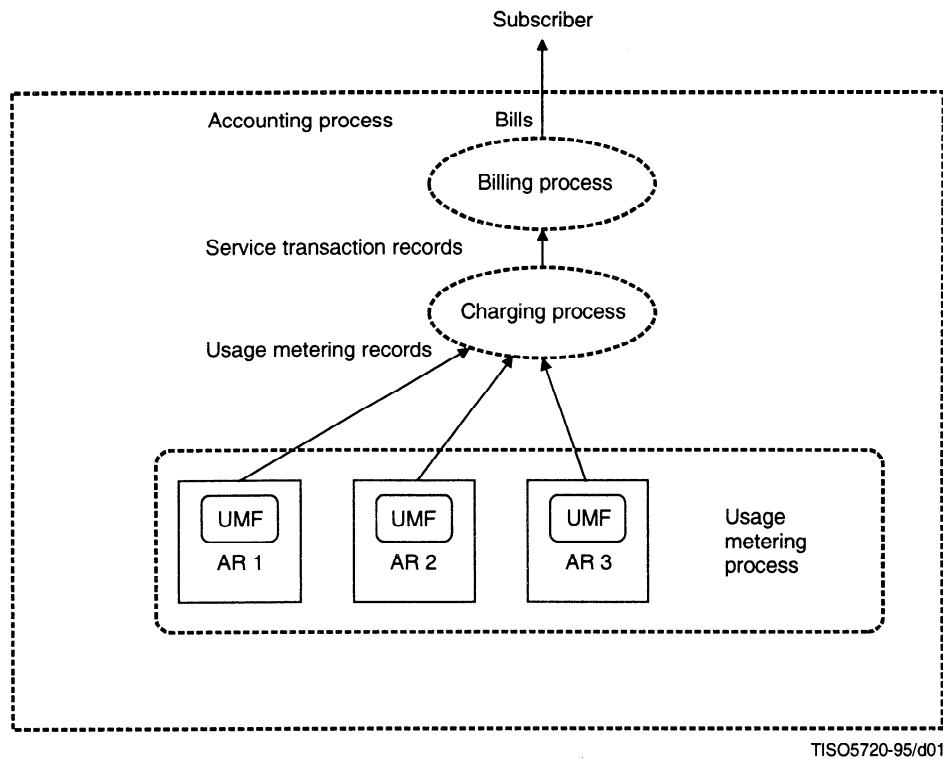 Subscriber
Accounting process
Bills
Billing process
Service transaction records
Charging process
Usage metering records
UMF
AR 1
UMF
AR 2
UMF
AR 3
Usage
metering
process
TISO5720-95/d01